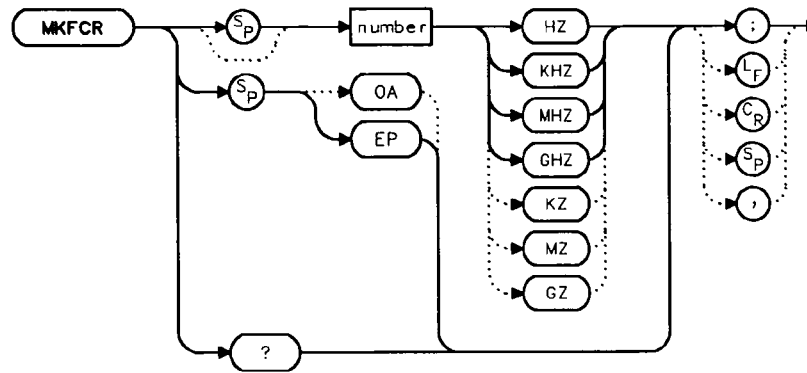 MKFCR SP number HZ ;
KHZ LF
SP OA MHZ CR
EP GHZ SP
KZ ,
MZ
GZ
?